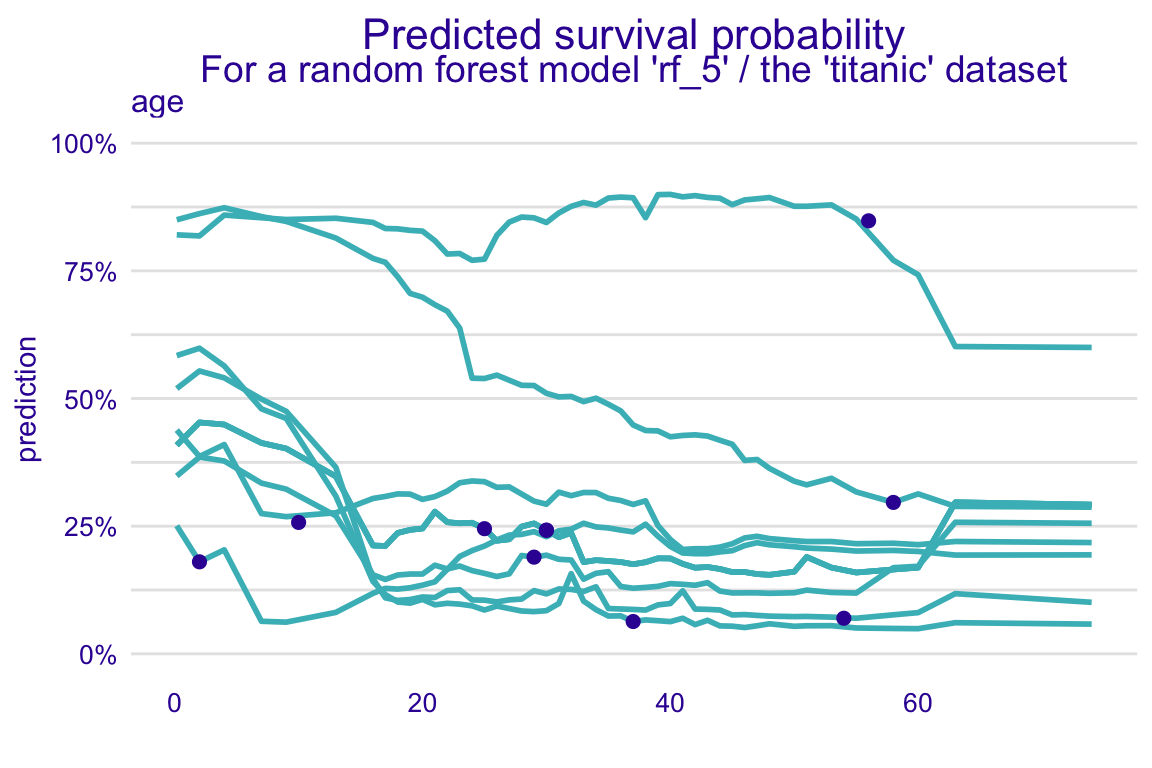 Predicted survival probability
For a random forest model 'rf_5' / the 'titanic' dataset
age
100%
75%
50%
25%
0%
prediction
0 20 40 60